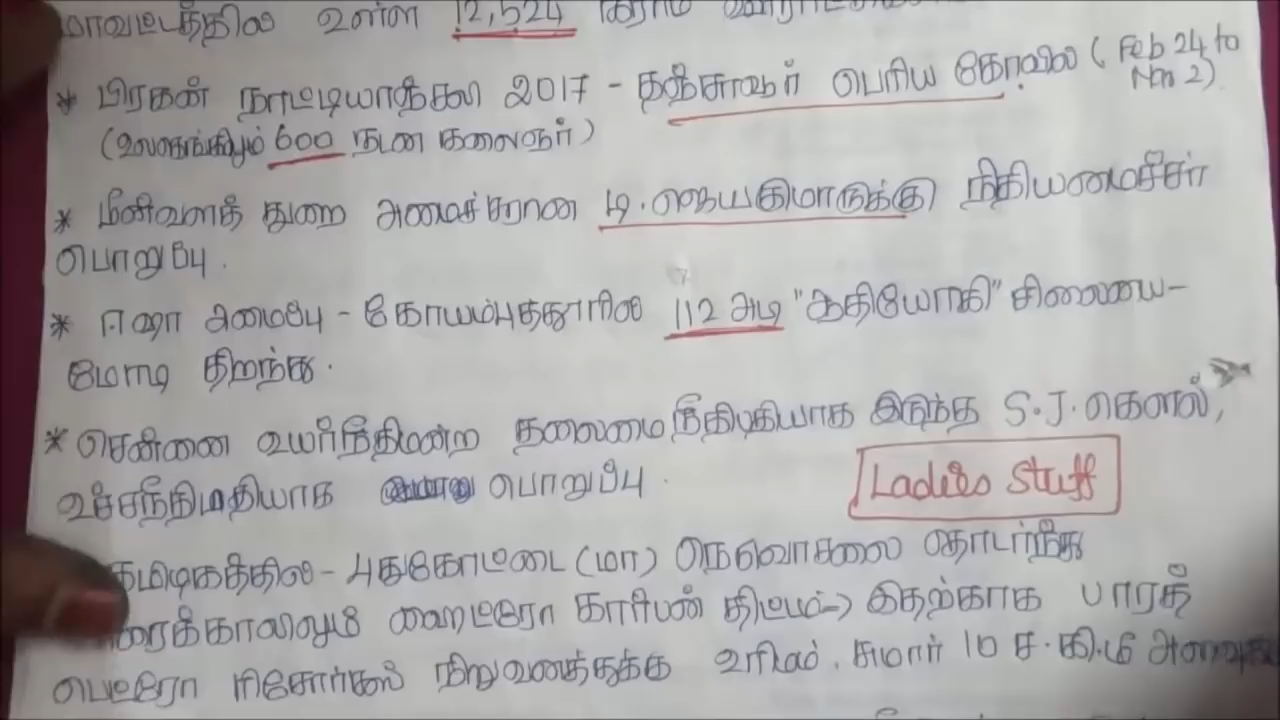 மாவட்டத்தில் உள்ள 12,524 கிராம
* பிரகன் நாட்டியாஞ்சலி 2017 - தஞ்சாவூர் பெரிய கோவில் (Feb 24 to
(உலகெங்கிலும் 600 நடன கலைஞர்)
* மீன்வளத் துறை அமைச்சரான டி.ஜெயகுமாருக்கு நிதியமைச்சர்
பொறுப்பு.
* ஈஷா அமைப்பு - கோயம்புத்தூரில் 112 அடி "ஆதியோகி" சிலையை -
மோடி திறந்து.
* சென்னை உயர்நீதிமன்ற தலைமை நீதிபதியாக இருந்த S.J. கௌல்,
உச்சநீதிமதியாக பொறுப்பு.
Ladies Stuff
தமிழகத்தில் - புதுகோட்டை (மா) நெடுவாசலை தொடர்ந்து
காரைக்காலிலும் ஹைட்ரோ கார்பன் திட்டம் -> இதற்காக பாரத்
பெட்ரோ ரிசோர்சஸ் நிறுவனத்துக்கு உரிமம். சுமார் 10 ச.கி.மீ